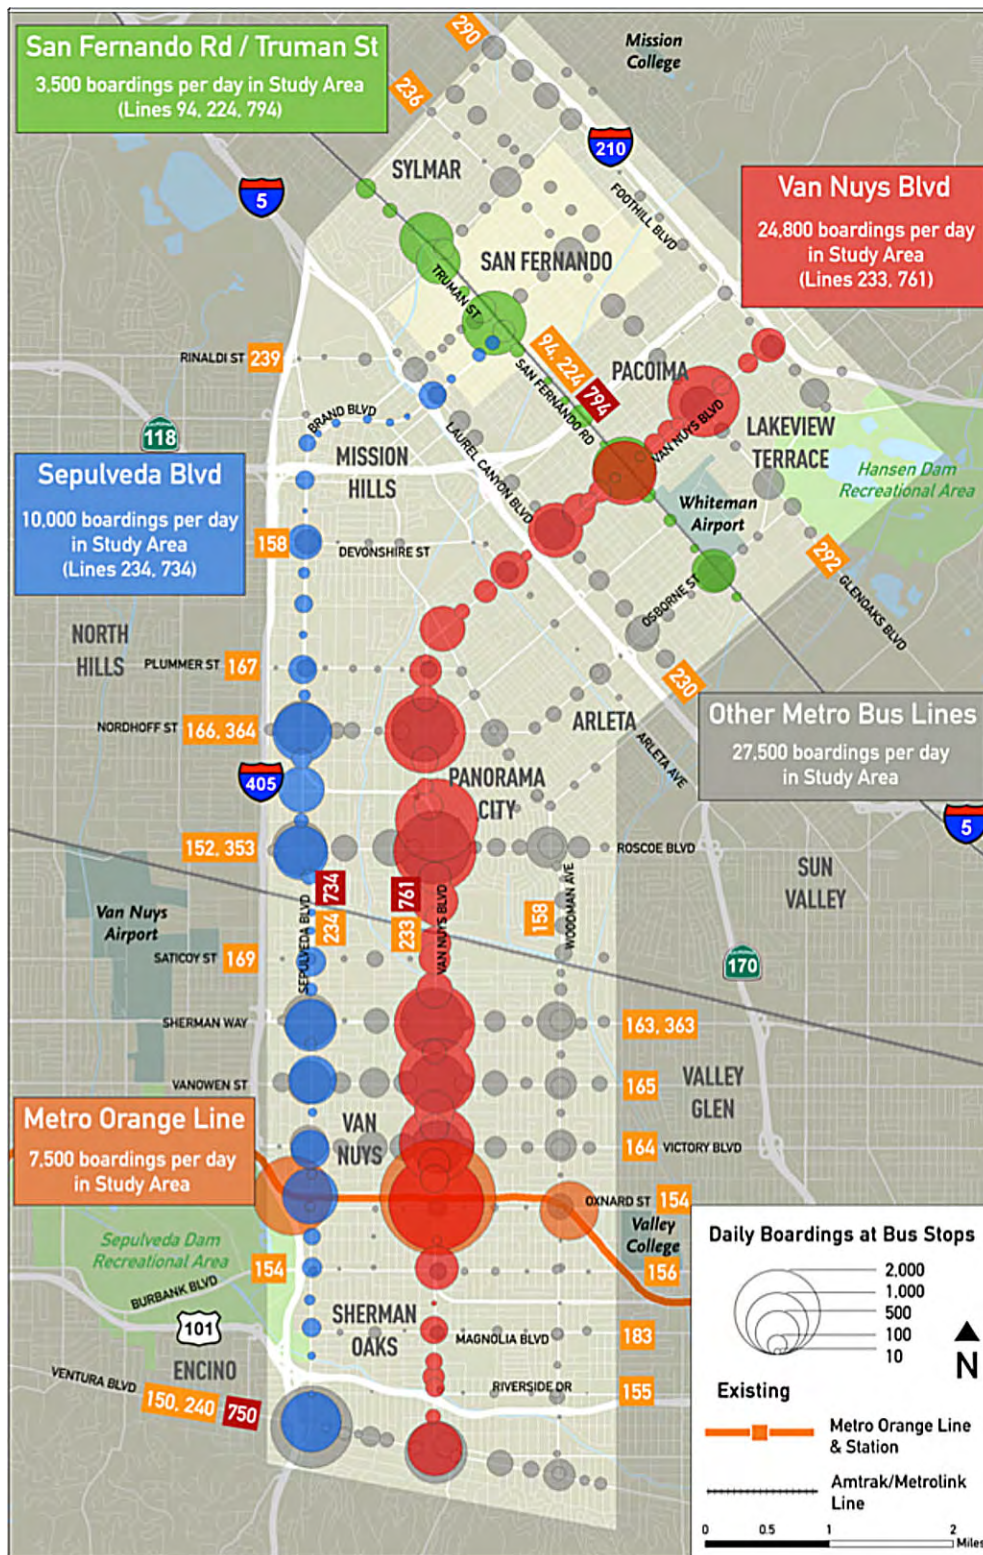 290
Mission
College
San Fernando Rd / Truman St
3,500 boardings per day in Study Area
(Lines 94, 224, 794)
236
210
SYLMAR
5
FOOTHILL BLVD
Van Nuys Blvd
24,800 boardings per day
in Study Area
(Lines 233, 761)
SAN FERNANDO
TRUMAN ST
RINALDI ST
239
94, 224
794
SAN FERNANDO RD
PACOIMA
VAN NUYS BLVD
BRAND BLVD
118
LAUREL CANYON BLVD
LAKEVIEW
TERRACE
MISSION
HILLS
Hansen Dam
Recreational Area
Sepulveda Blvd
10,000 boardings per day
in Study Area
(Lines 234, 734)
Whiteman
Airport
158
DEVONSHIRE ST
292
GLENOAKS BLVD
OSBORNE ST
NORTH
HILLS
PLUMMER ST
167
230
NORDHOFF ST
166, 364
ARLETA
ARLETA AVE
Other Metro Bus Lines
27,500 boardings per day
in Study Area
405
PANORAMA
CITY
5
152, 353
ROSCOE BLVD
SUN
VALLEY
734
234
761
233
158
WOODMAN AVE
SEPULVEDA BLVD
VAN NUYS BLVD
Van Nuys
Airport
SATICOY ST
169
170
SHERMAN WAY
163, 363
VANOWEN ST
165
VALLEY
GLEN
Metro Orange Line
7,500 boardings per day
in Study Area
VAN
NUYS
164
VICTORY BLVD
OXNARD ST
154
Valley
College
Sepulveda Dam
Recreational Area
154
156
BURBANK BLVD
101
SHERMAN
OAKS
MAGNOLIA BLVD
183
ENCINO
VENTURA BLVD
150, 240
750
RIVERSIDE DR
155
Daily Boardings at Bus Stops
2,000
1,000
500
100
10
N
Existing
Metro Orange Line
& Station
Amtrak/Metrolink
Line
0 0.5 1 2
Miles